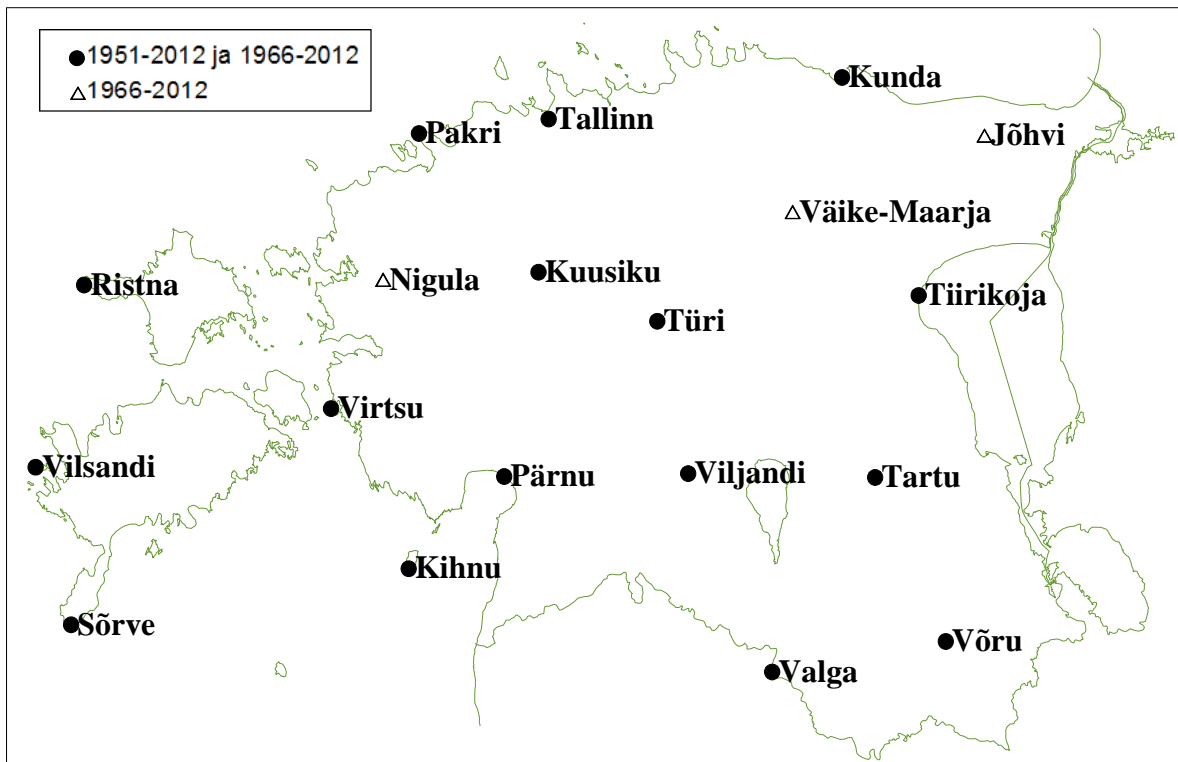 1951-2012 ja 1966-2012
1966-2012
Kunda
Tallinn
Pakri
Jõhvi
Väike-Maarja
Kuusiku
Nigula
Ristna
Tiirikoja
Türi
Virtsu
Vilsandi
Pärnu
Viljandi
Tartu
Kihnu
Sõrve
Võru
Valga